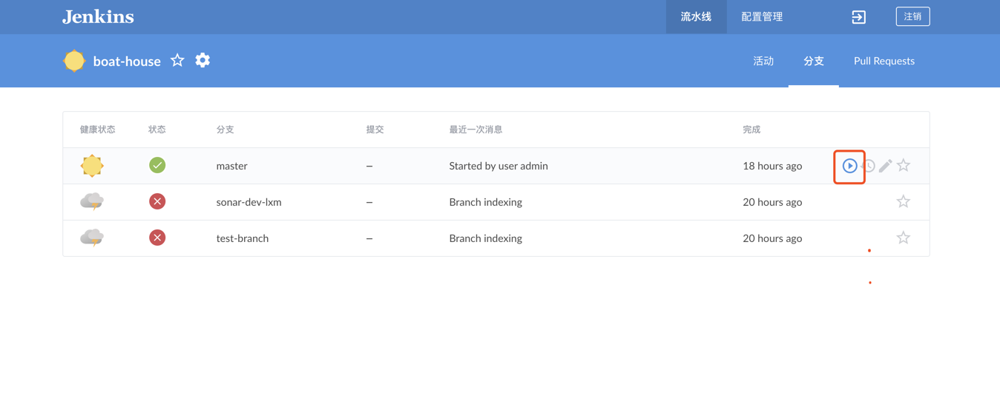 Jenkins 流水线 配置管理 注销
boat-house 活动 分支 Pull Requests
健康状态 状态 分支 提交 最近一次消息 完成
master – Started by user admin 18 hours ago
sonar-dev-lxm – Branch indexing 20 hours ago
test-branch – Branch indexing 20 hours ago